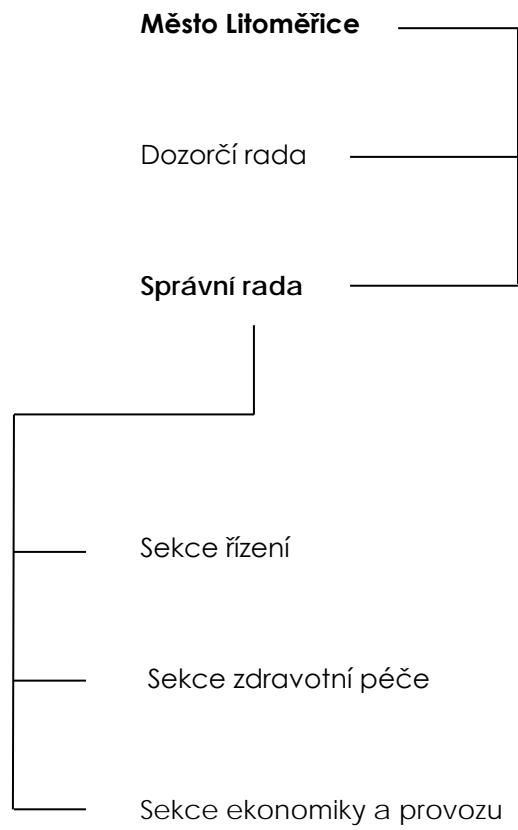 Město Litoměřice
Dozorčí rada
Správní rada
Sekce řízení
Sekce zdravotní péče
Sekce ekonomiky a provozu